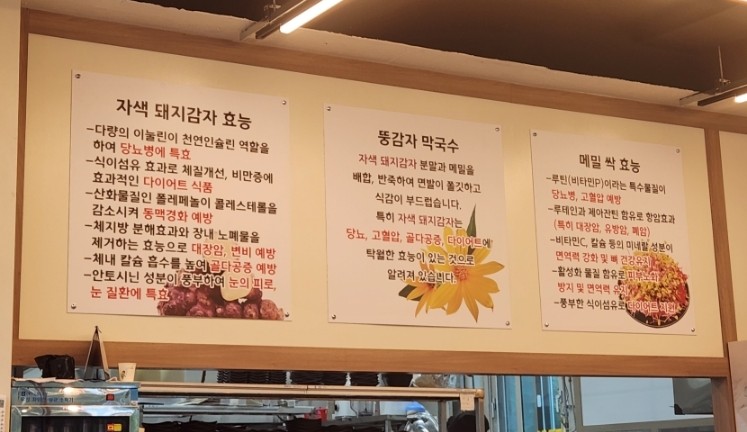 자색 돼지감자 효능
-다량의 이눌린이 천연인슐린 역할을
하여 당뇨병에 특효
-식이섬유 효과로 체질개선, 비만증에
효과적인 다이어트 식품
-산화물질인 폴레페놀이 콜레스테롤을
감소시켜 동맥경화 예방
-체지방 분해효과와 장내 노폐물을
제거하는 효능으로 대장암, 변비 예방
-체내 칼슘 흡수를 높여 골다공증 예방
-안토시닌 성분이 풍부하여 눈의 피로,
눈 질환에 특효
뚱감자 막국수
자색 돼지감자 분말과 메밀을
배합, 반죽하여 면발이 쫄깃하고
식감이 부드럽습니다.
특히 자색 돼지감자는
당뇨, 고혈압, 골다공증, 다이어트에
탁월한 효능이 있는 것으로
알려져 있습니다.
메밀 싹 효능
-루틴(비타민P)이라는 특수물질이
당뇨병, 고혈압 예방
-루테인과 제아잔틴 함유로 항암효과
(특히 대장암, 유방암, 폐암)
-비타민C, 칼슘 등의 미네랄 성분이
면역력 강화 및 뼈 건강유지
-활성화 물질 함유로 피부노화
방지 및 면역력 유지
-풍부한 식이섬유로 다이어트 지원